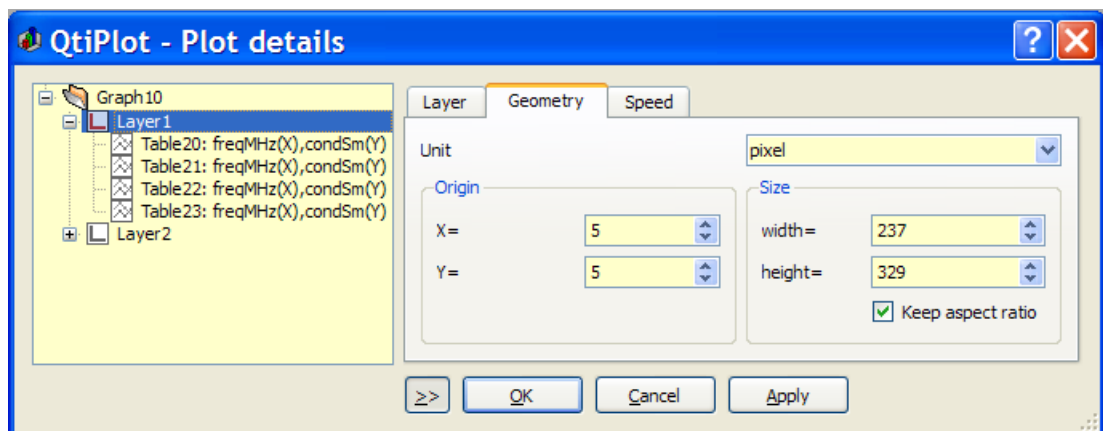 QtiPlot - Plot details
Graph10
Layer1
Table20: freqMHz(X),condSm(Y)
Table21: freqMHz(X),condSm(Y)
Table22: freqMHz(X),condSm(Y)
Table23: freqMHz(X),condSm(Y)
Layer2
Layer Geometry Speed
Unit pixel
Origin Size
X= 5 width= 237
Y= 5 height= 329
Keep aspect ratio
>> OK Cancel Apply